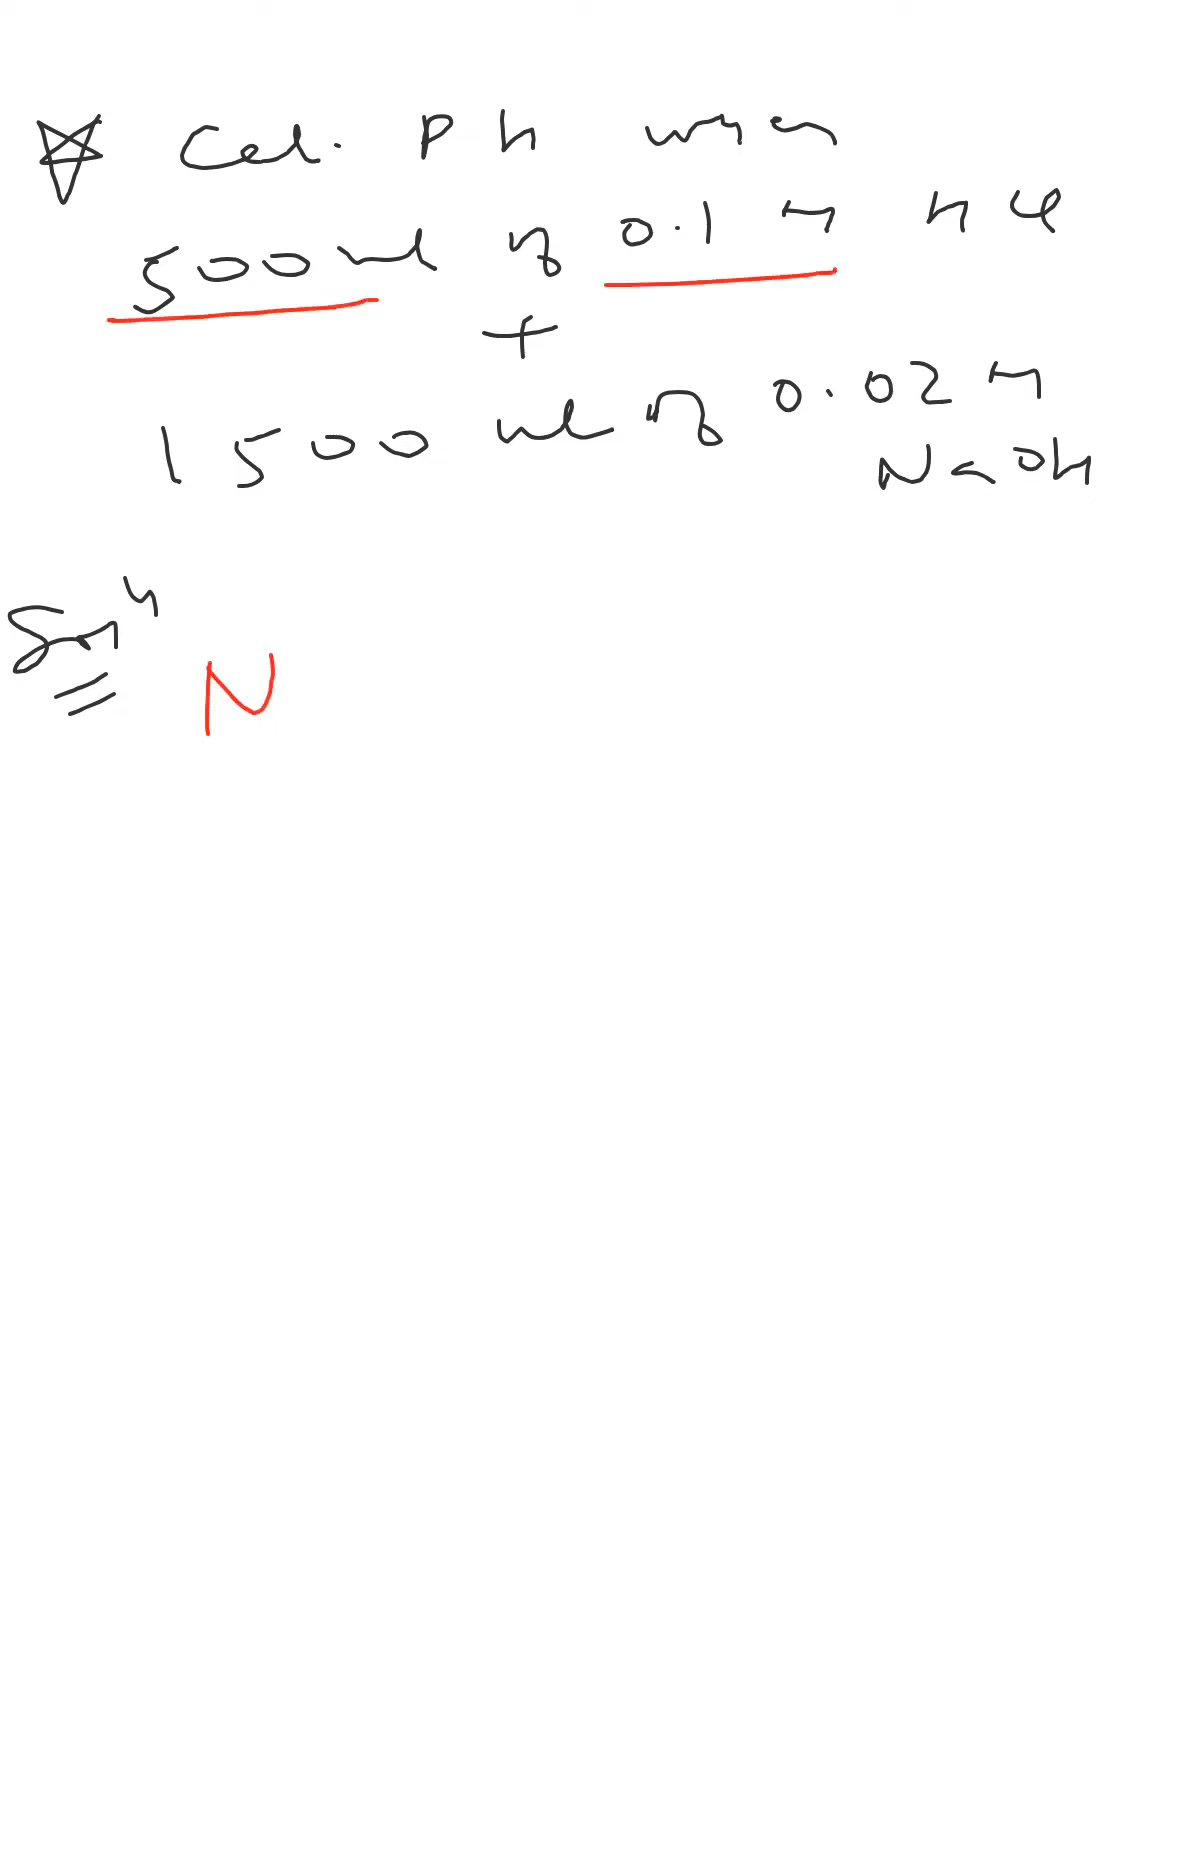 Cal. PH when
500 ml of 0.1 M HCl
+
1500 ml of 0.02 M
NaOH
Soln
N